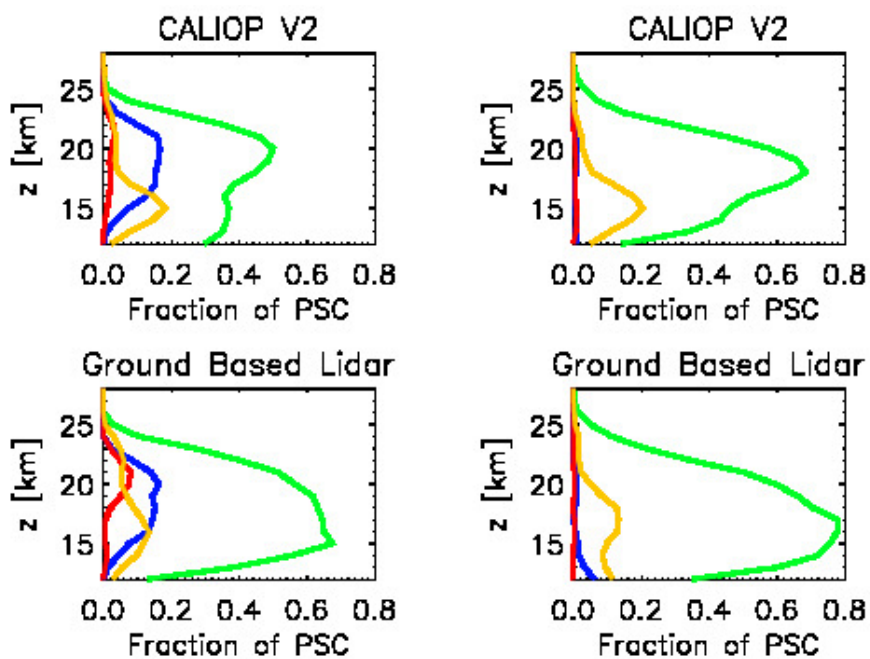 CALIOP V2
z [km]
25
20
15
0.0 0.2 0.4 0.6 0.8
Fraction of PSC
CALIOP V2
z [km]
25
20
15
0.0 0.2 0.4 0.6 0.8
Fraction of PSC
Ground Based Lidar
z [km]
25
20
15
0.0 0.2 0.4 0.6 0.8
Fraction of PSC
Ground Based Lidar
z [km]
25
20
15
0.0 0.2 0.4 0.6 0.8
Fraction of PSC